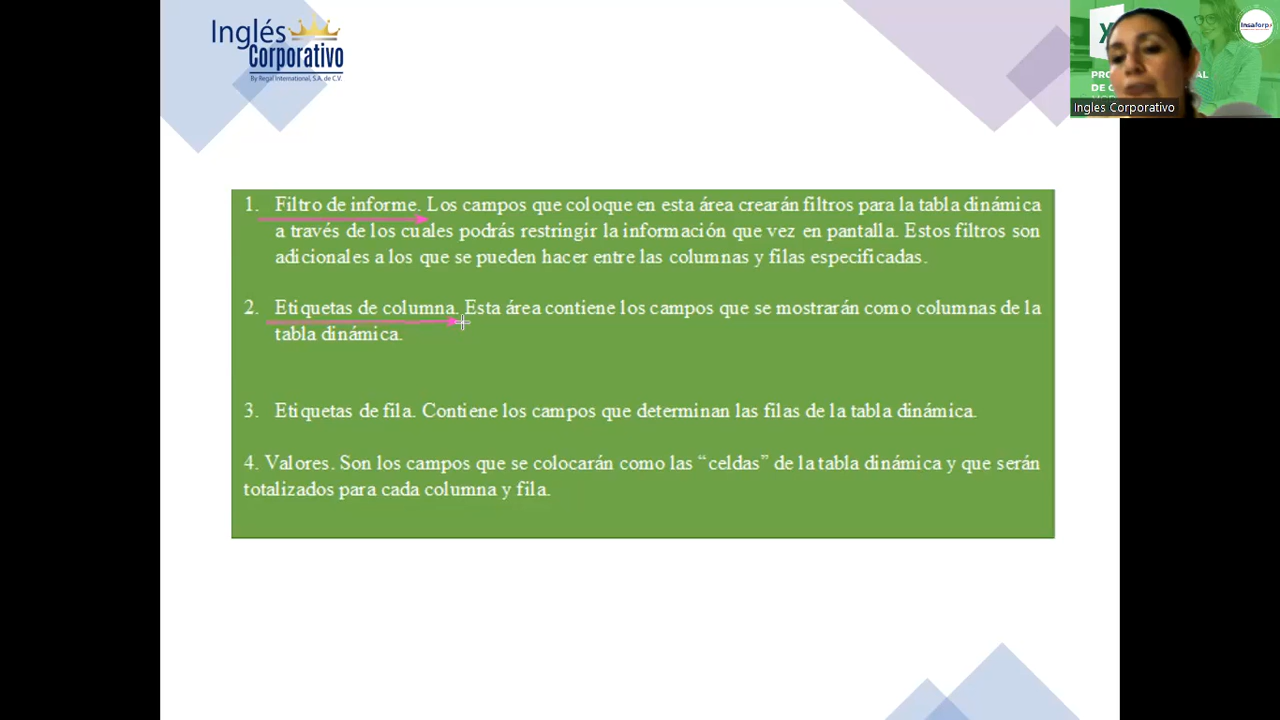 Inglés
Corporativo
By Regal International, S.A. de C.V.
Insaforp
Ingles Corporativo
1. Filtro de informe. Los campos que coloque en esta área crearán filtros para la tabla dinámica
a través de los cuales podrás restringir la información que vez en pantalla. Estos filtros son
adicionales a los que se pueden hacer entre las columnas y filas especificadas.
2. Etiquetas de columna. Esta área contiene los campos que se mostrarán como columnas de la
tabla dinámica.
3. Etiquetas de fila. Contiene los campos que determinan las filas de la tabla dinámica.
4. Valores. Son los campos que se colocarán como las “celdas” de la tabla dinámica y que serán
totalizados para cada columna y fila.